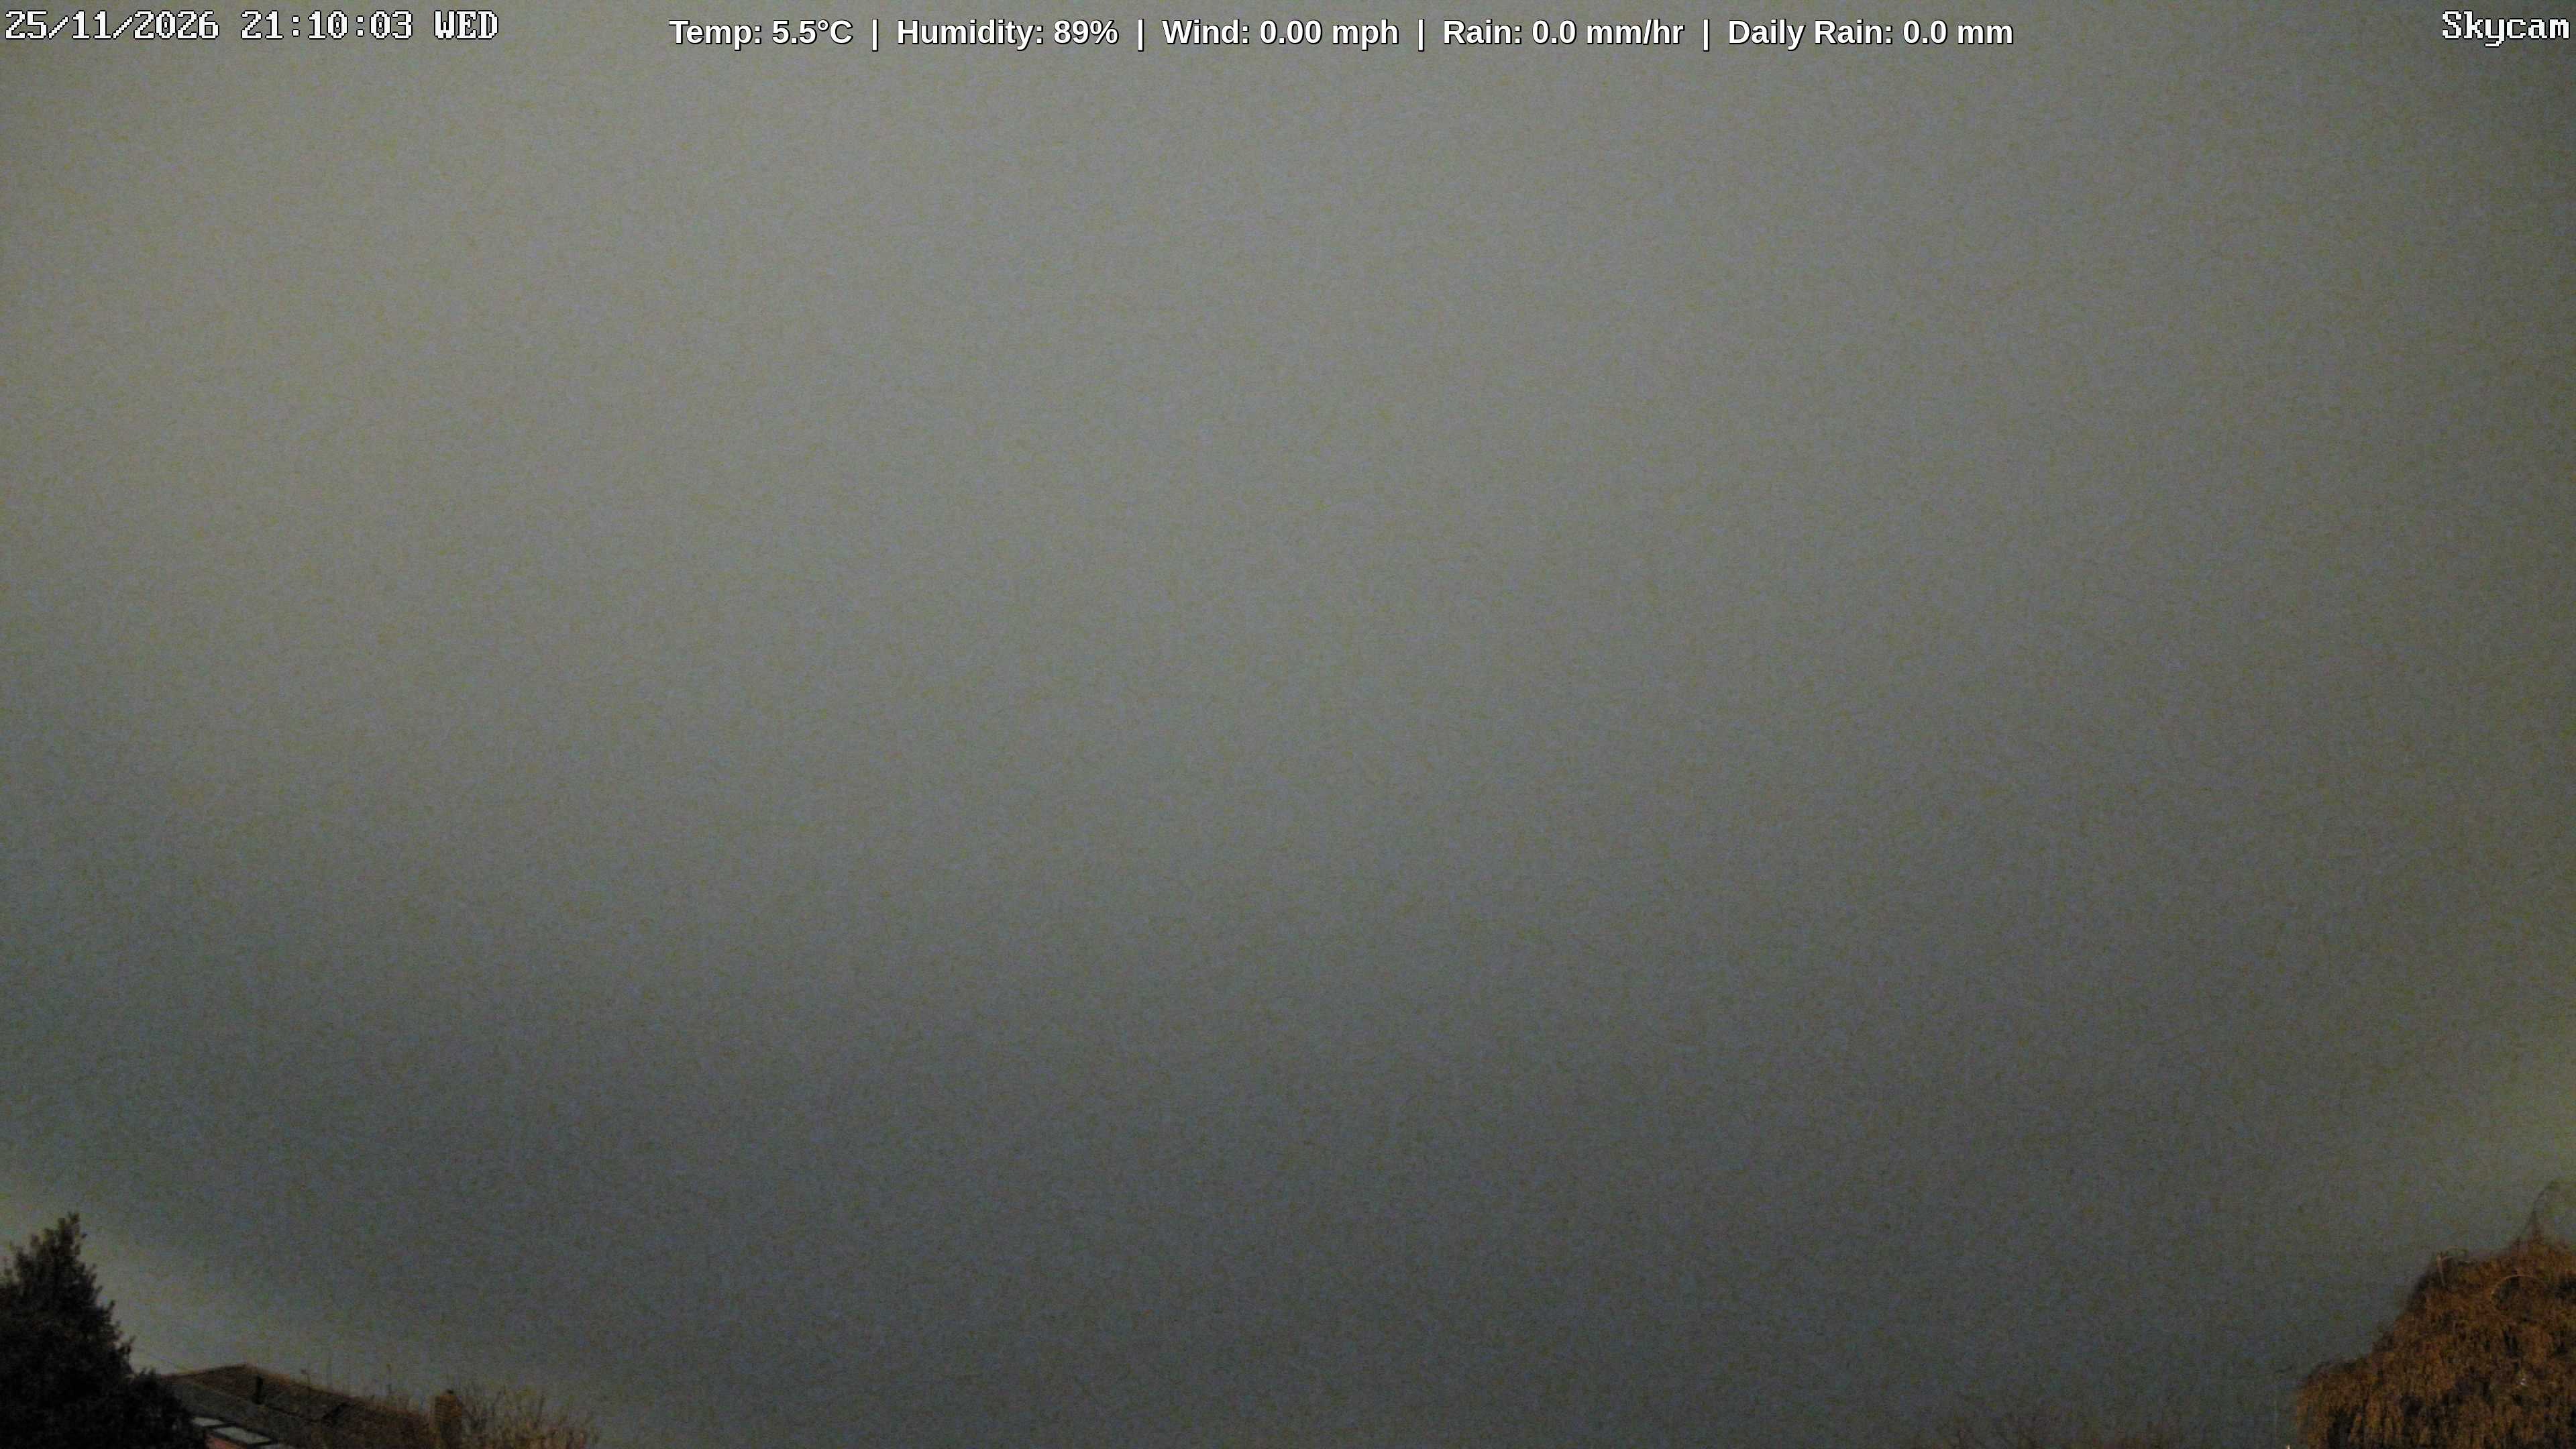 25/11/2026 21:10:03 WED
Temp: 5.5°C | Humidity: 89% | Wind: 0.00 mph | Rain: 0.0 mm/hr | Daily Rain: 0.0 mm
Skycam